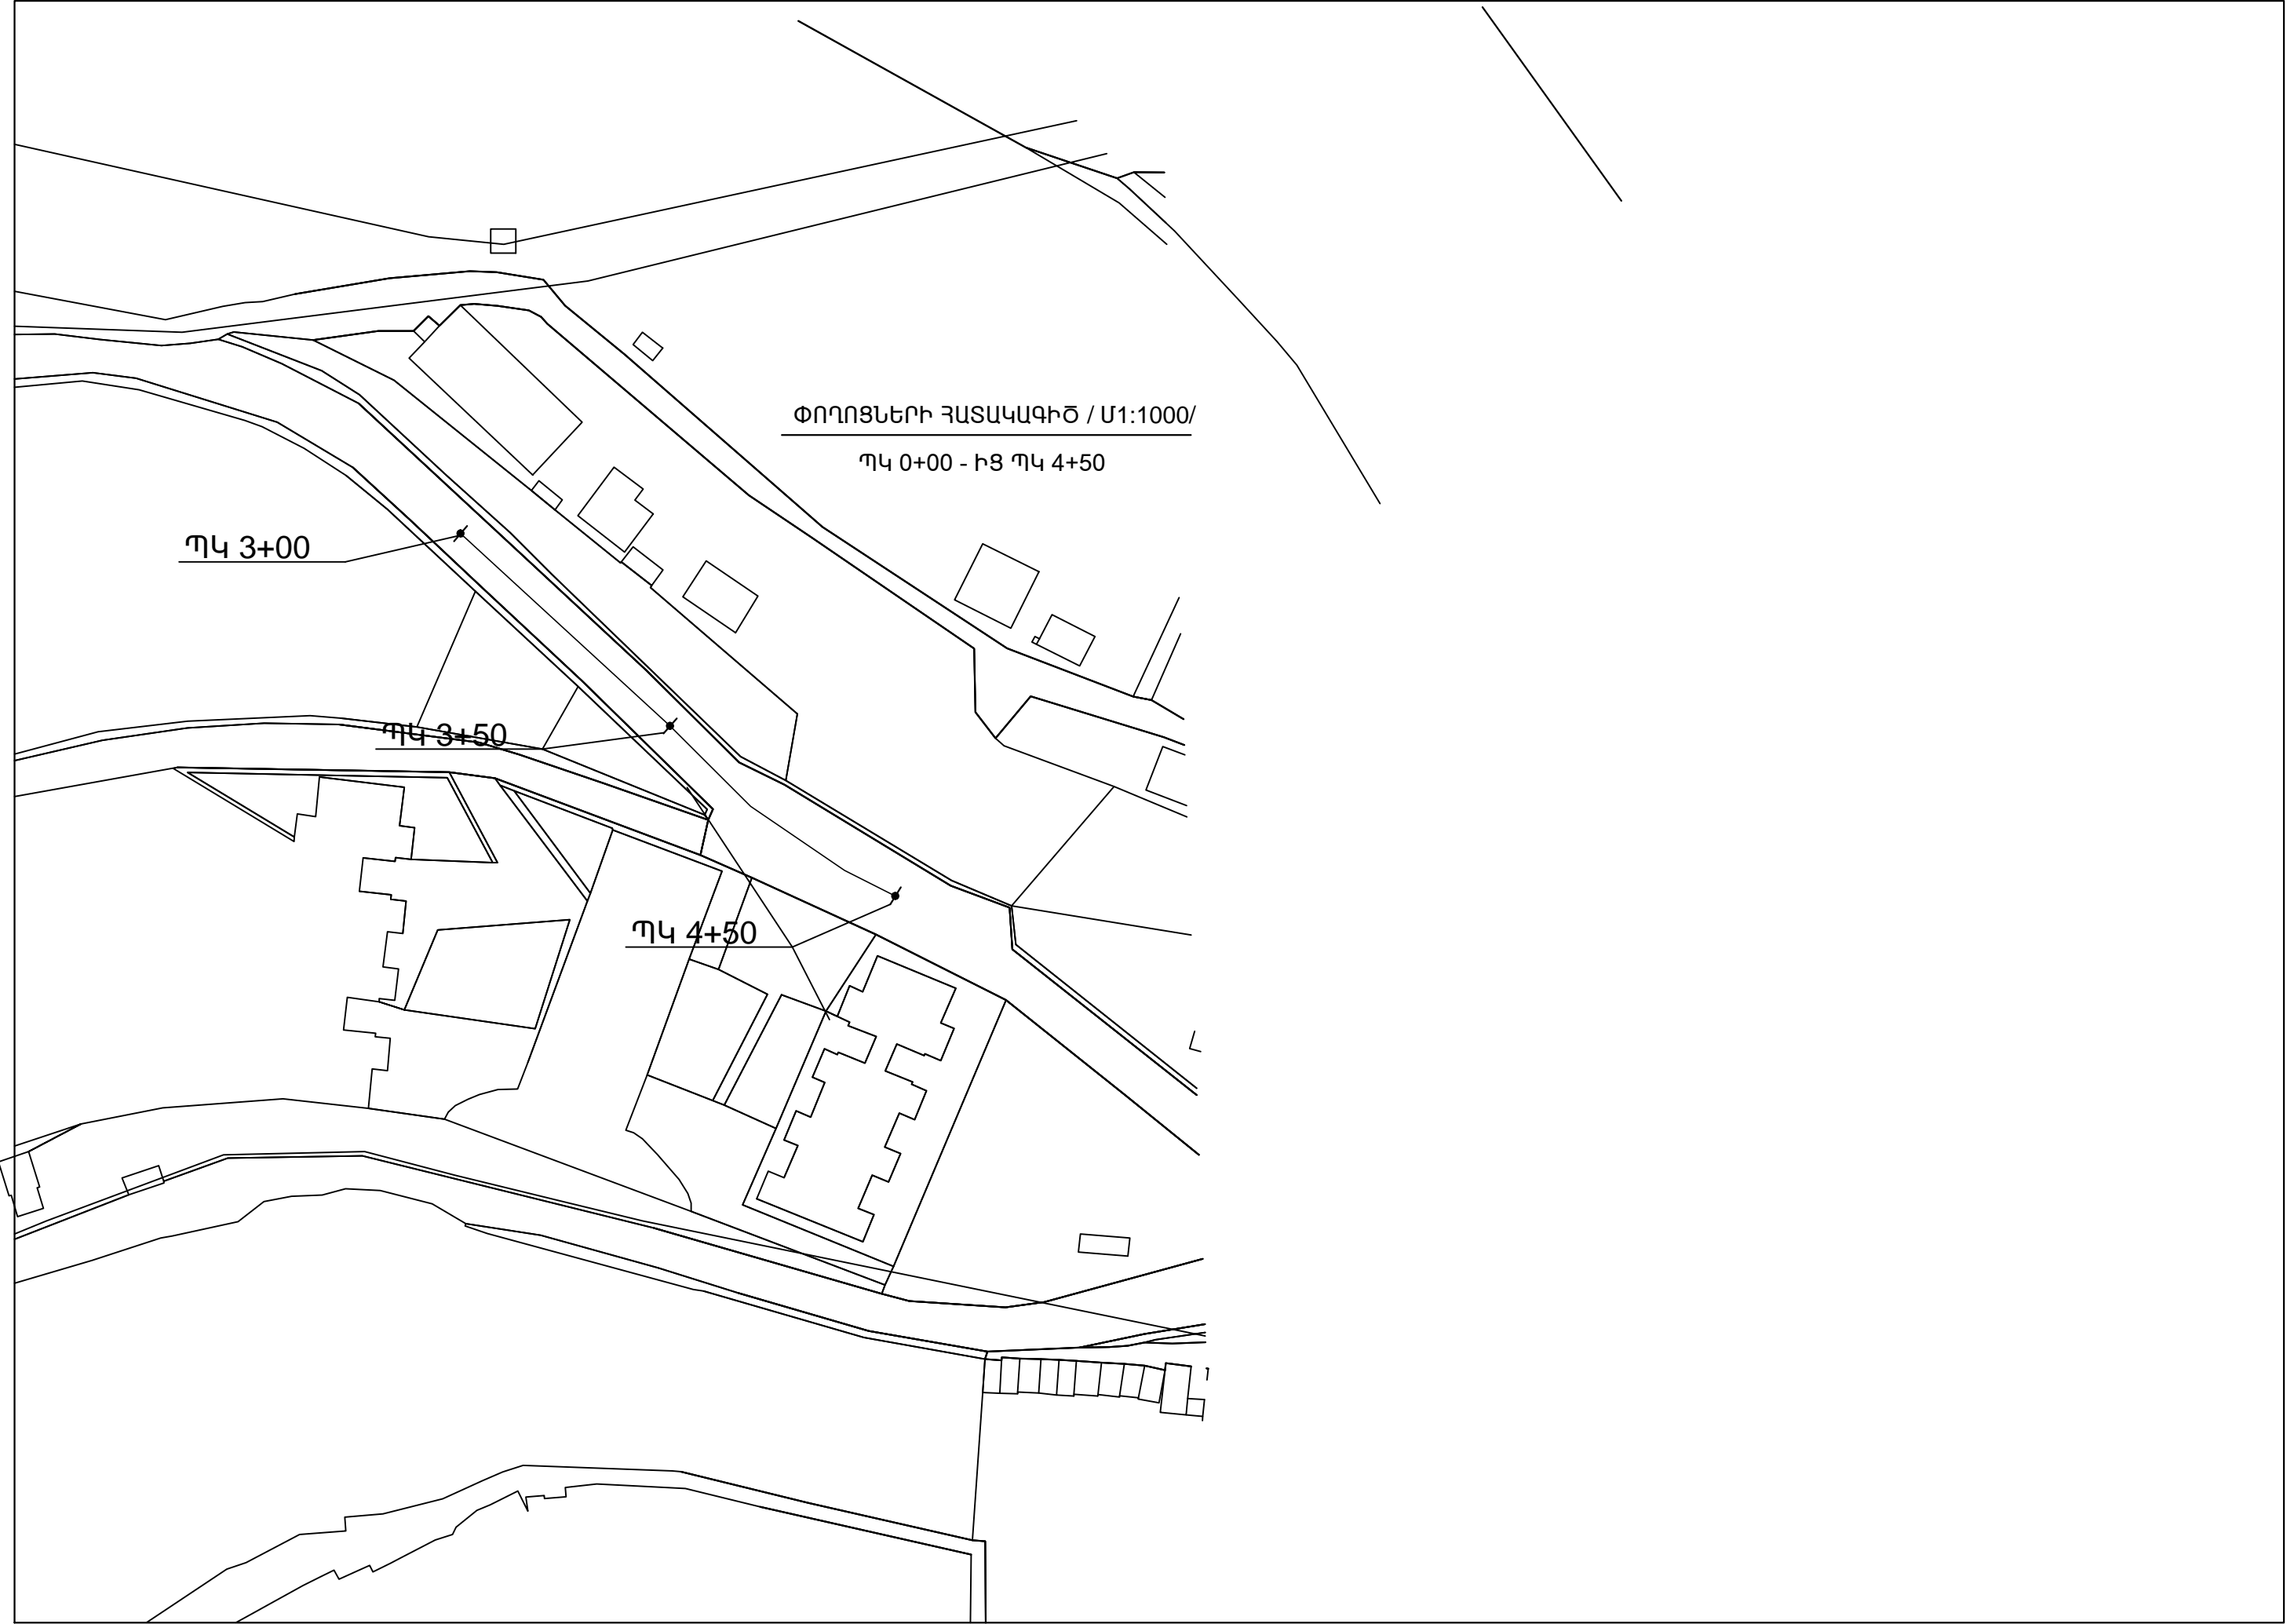 ՓՈՂՈՑՆԵՐԻ ՀԱՏԱԿԱԳԻԾ / Մ1:1000/
ՊԿ 0+00 - ԻՑ ՊԿ 4+50
ՊԿ 3+00
ՊԿ 3+50
ՊԿ 4+50